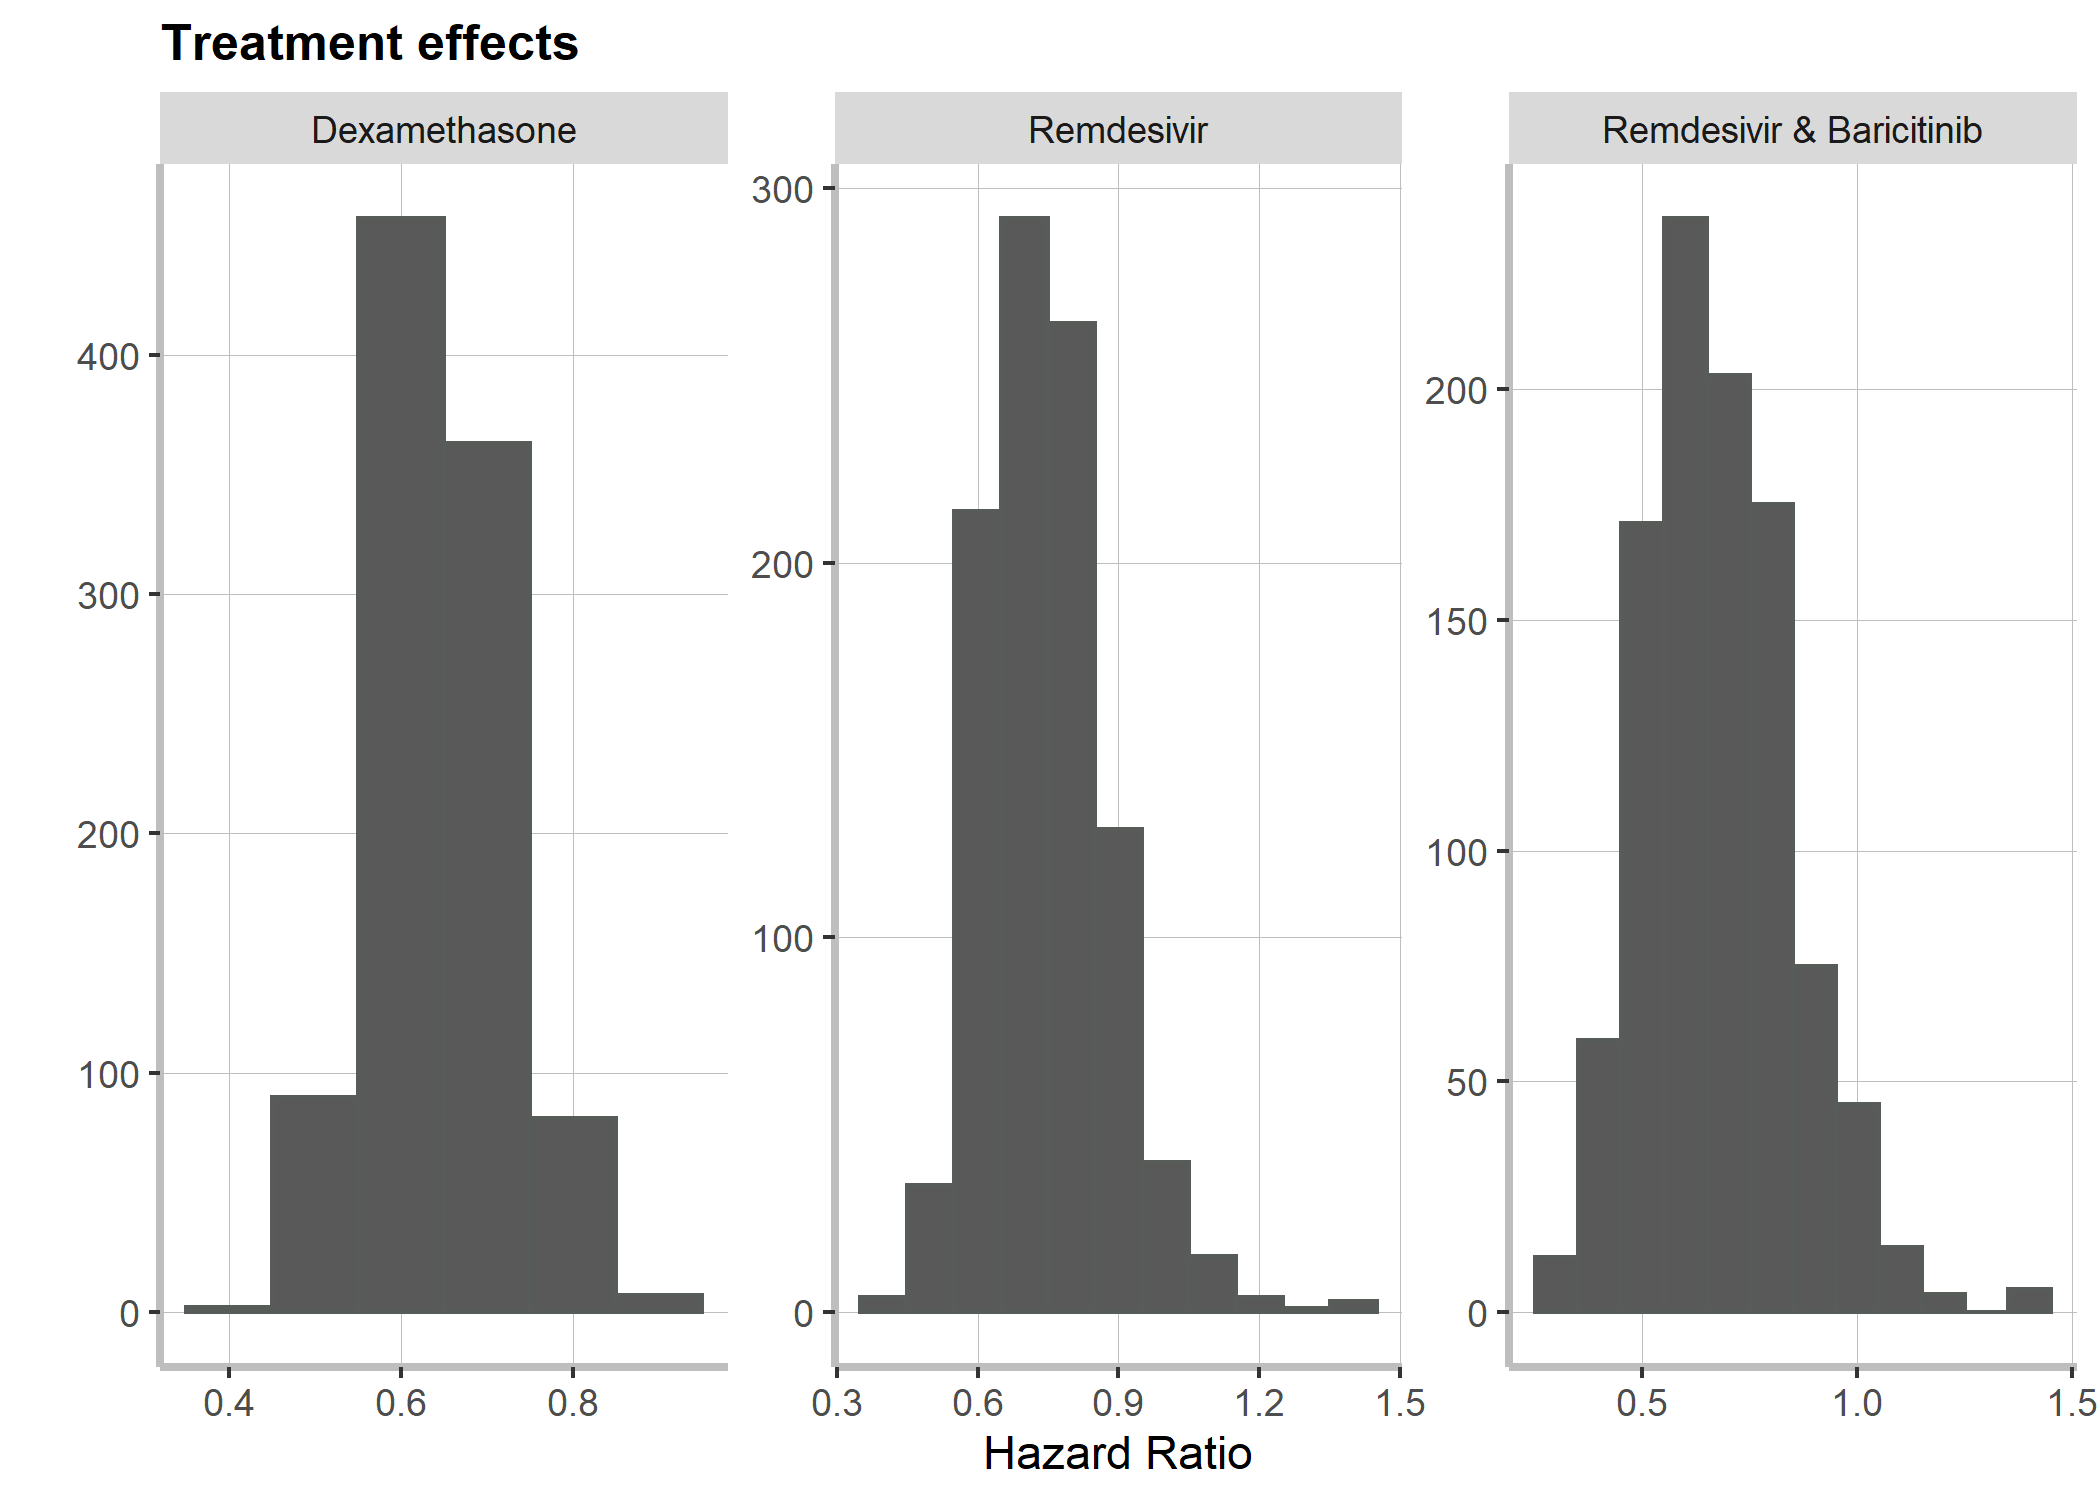 Treatment effects
Dexamethasone
Remdesivir
Remdesivir & Baricitinib
400
300
200
100
0
300
200
100
0
200
150
100
50
0
0.4 0.6 0.8
0.3 0.6 0.9 1.2 1.5
0.5 1.0 1.5
Hazard Ratio